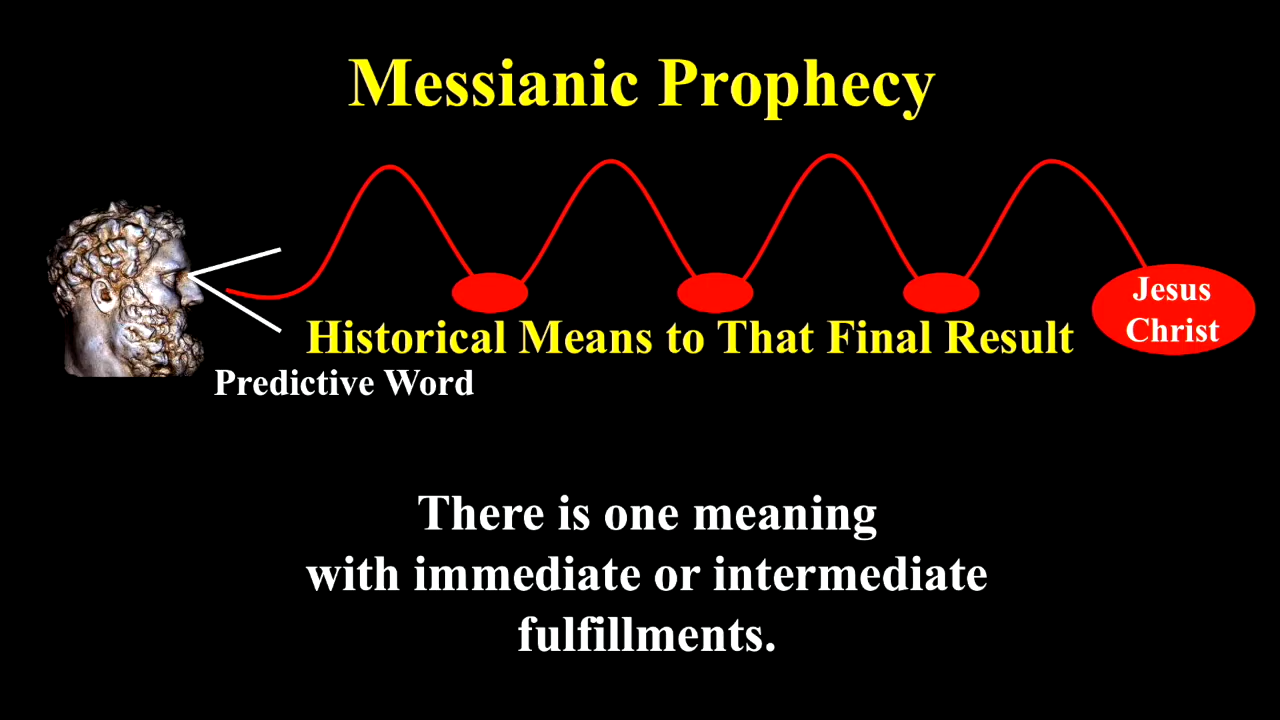 Messianic Prophecy
Jesus
Christ
Historical Means to That Final Result
Predictive Word
There is one meaning
with immediate or intermediate
fulfillments.